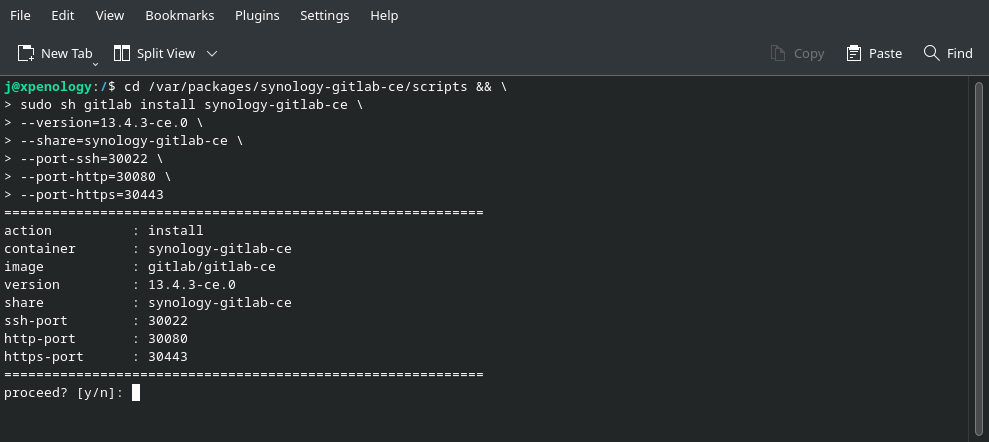 File Edit View Bookmarks Plugins Settings Help
New Tab Split View Copy Paste Find
j@xpenology:/$ cd /var/packages/synology-gitlab-ce/scripts && \
> sudo sh gitlab install synology-gitlab-ce \
> --version=13.4.3-ce.0 \
> --share=synology-gitlab-ce \
> --port-ssh=30022 \
> --port-http=30080 \
> --port-https=30443
============================================================
action          : install
container       : synology-gitlab-ce
image           : gitlab/gitlab-ce
version         : 13.4.3-ce.0
share           : synology-gitlab-ce
ssh-port        : 30022
http-port       : 30080
https-port      : 30443
============================================================
proceed? [y/n]: